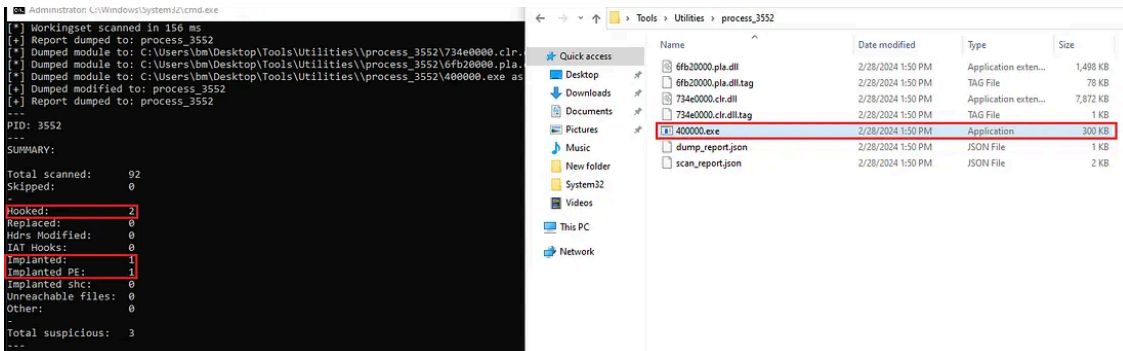 Administrator: C:\Windows\System32\cmd.exe
[*] Workingset scanned in 156 ms
[+] Report dumped to: process_3552
[*] Dumped module to: C:\Users\bm\Desktop\Tools\Utilities\\process_3552\734e0000.clr.
[*] Dumped module to: C:\Users\bm\Desktop\Tools\Utilities\\process_3552\6fb20000.pla.
[*] Dumped module to: C:\Users\bm\Desktop\Tools\Utilities\\process_3552\400000.exe as
[+] Dumped modified to: process_3552
[+] Report dumped to: process_3552
---
PID: 3552
---
SUMMARY:
Total scanned: 92
Skipped: 0
-
Hooked: 2
Replaced: 0
Hdrs Modified: 0
IAT Hooks: 0
Implanted: 1
Implanted PE: 1
Implanted shc: 0
Unreachable files: 0
Other: 0
-
Total suspicious: 3
---
Tools > Utilities > process_3552
Quick access
Desktop
Downloads
Documents
Pictures
Music
New folder
System32
Videos
This PC
Network
Name Date modified Type Size
6fb20000.pla.dll 2/28/2024 1:50 PM Application exten... 1,498 KB
6fb20000.pla.dll.tag 2/28/2024 1:50 PM TAG File 78 KB
734e0000.clr.dll 2/28/2024 1:50 PM Application exten... 7,872 KB
734e0000.clr.dll.tag 2/28/2024 1:50 PM TAG File 1 KB
400000.exe 2/28/2024 1:50 PM Application 300 KB
dump_report.json 2/28/2024 1:50 PM JSON File 1 KB
scan_report.json 2/28/2024 1:50 PM JSON File 2 KB